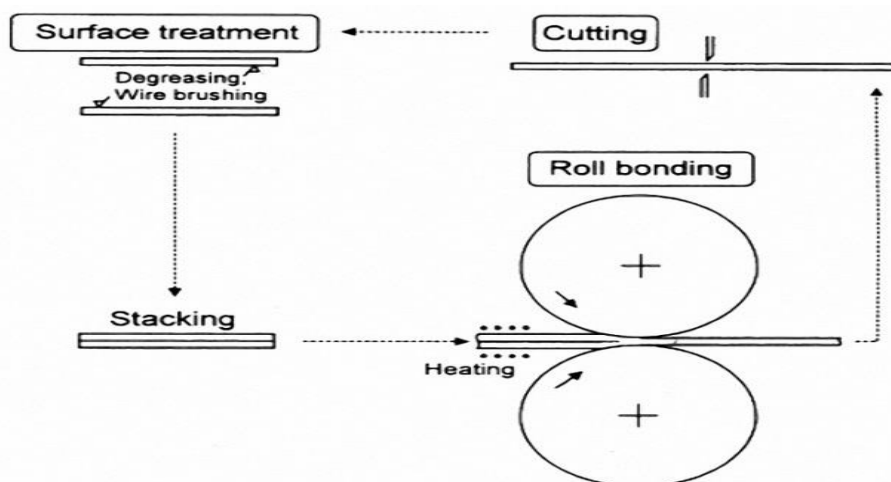 Surface treatment
Cutting
Degreasing,
Wire brushing
Roll bonding
Stacking
Heating